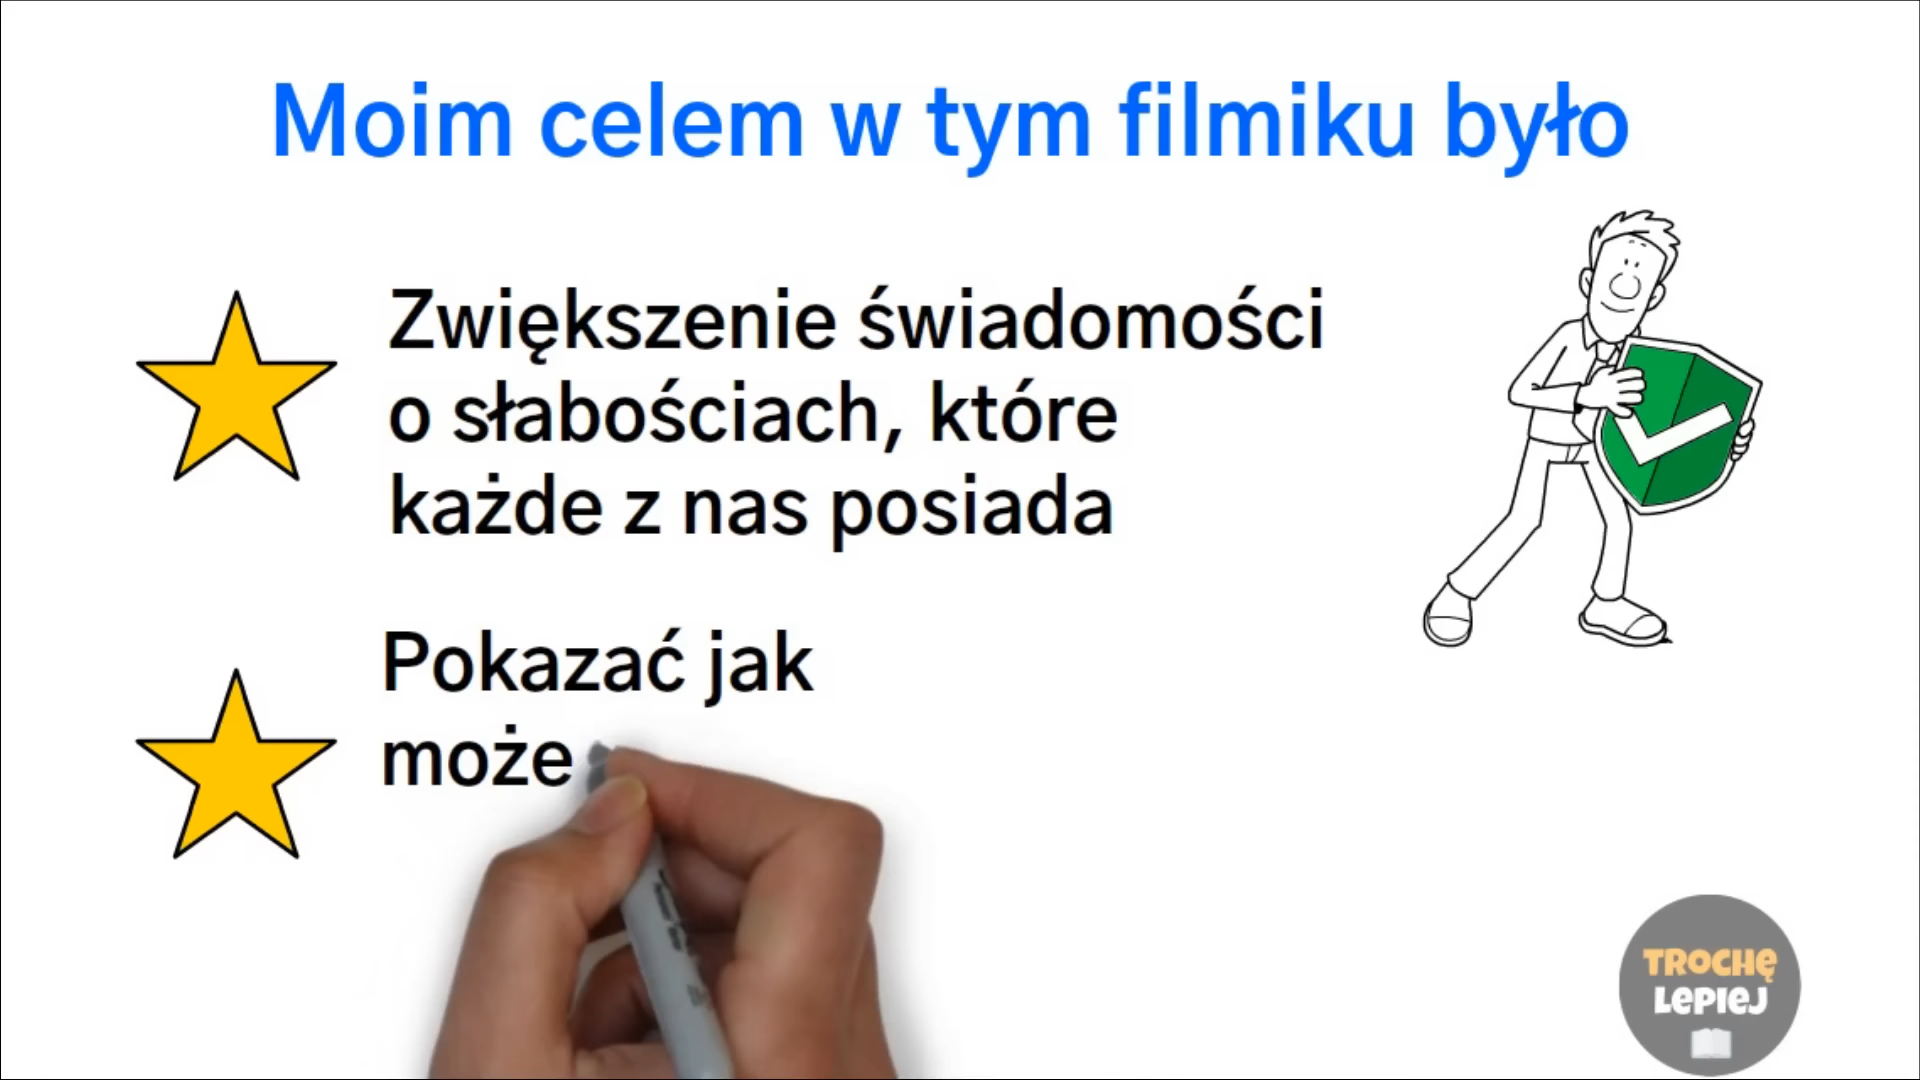 Moim celem w tym filmiku było
Zwiększenie świadomości
o słabościach, które
każde z nas posiada
Pokazać jak
może
TROCHĘ
LEPIEJ